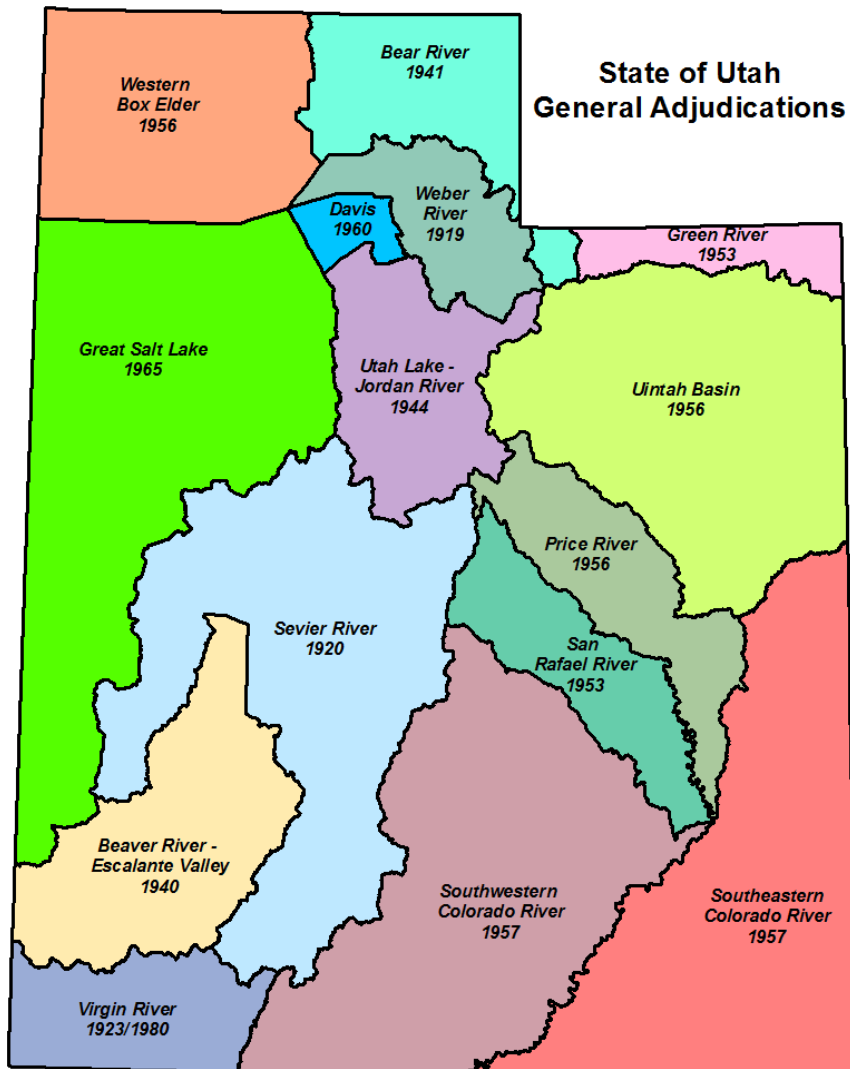 State of Utah
General Adjudications
Bear River
1941
Western
Box Elder
1956
Weber
River
1919
Davis
1960
Green River
1953
Great Salt Lake
1965
Utah Lake -
Jordan River
1944
Uintah Basin
1956
Price River
1956
Sevier River
1920
San
Rafael River
1953
Beaver River -
Escalante Valley
1940
Southwestern
Colorado River
1957
Southeastern
Colorado River
1957
Virgin River
1923/1980